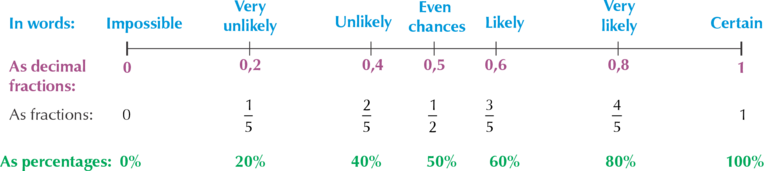 In words: Impossible Very unlikely Unlikely Even chances Likely Very likely Certain
As decimal fractions: 0 0,2 0,4 0,5 0,6 0,8 1
As fractions: 0 1/5 2/5 1/2 3/5 4/5 1
As percentages: 0% 20% 40% 50% 60% 80% 100%